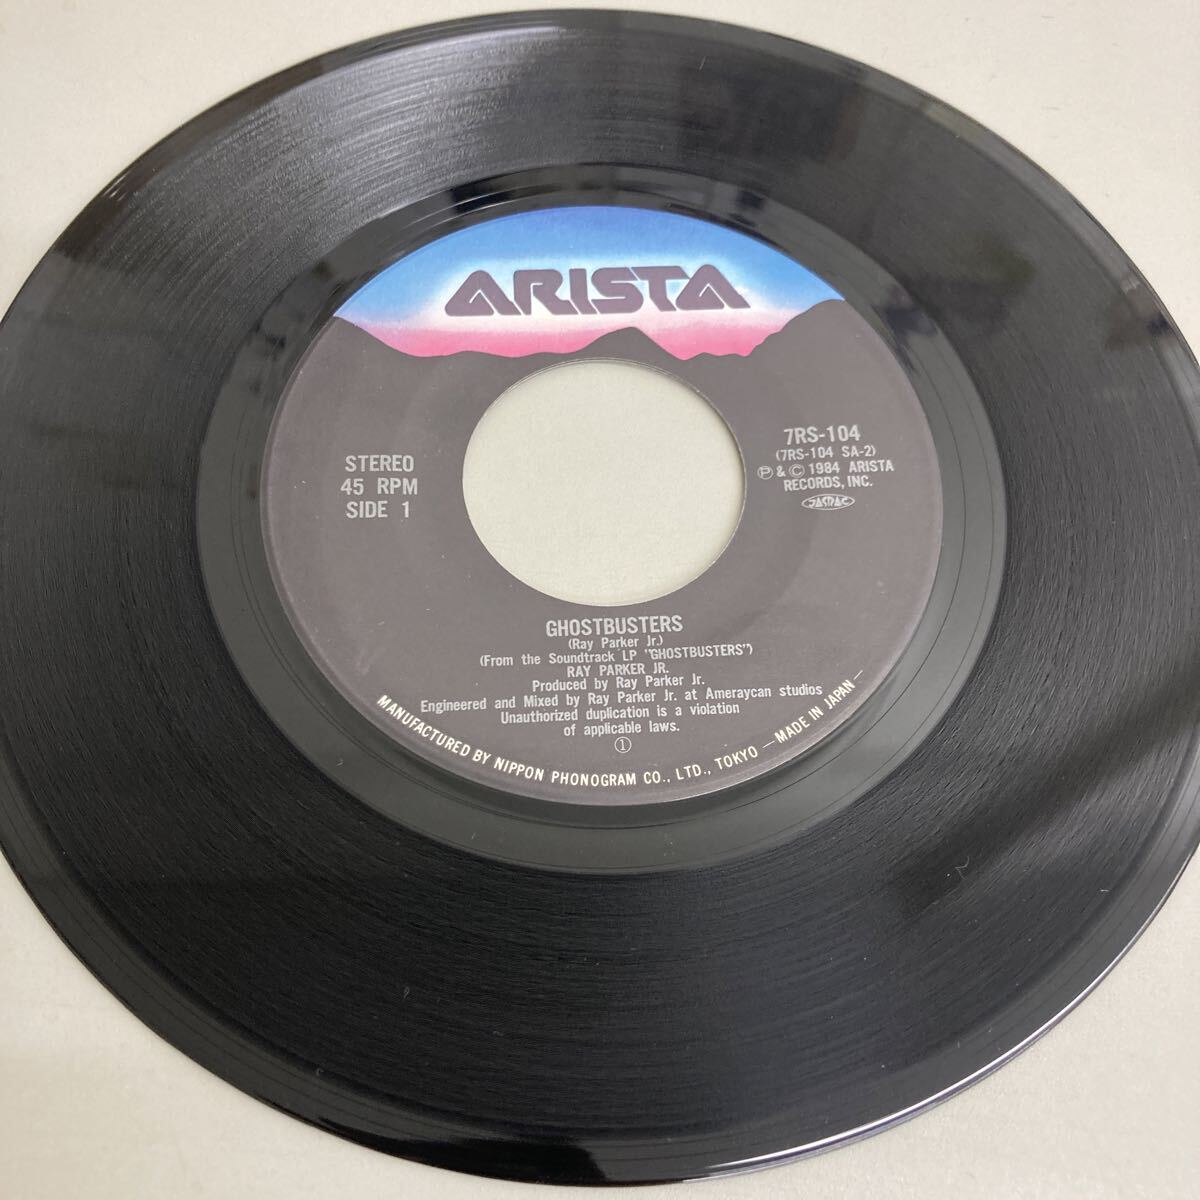 ARISTA
STEREO
45 RPM
SIDE 1
7RS-104
(7RS-104 SA-2)
Ⓟ & © 1984 ARISTA
RECORDS, INC.
JASRAC
GHOSTBUSTERS
(Ray Parker Jr.)
(From the Soundtrack LP "GHOSTBUSTERS")
RAY PARKER JR.
Produced by Ray Parker Jr.
Engineered and Mixed by Ray Parker Jr. at Ameraycan studios
Unauthorized duplication is a violation
of applicable laws.
①
MANUFACTURED BY NIPPON PHONOGRAM CO., LTD., TOKYO —MADE IN JAPAN—